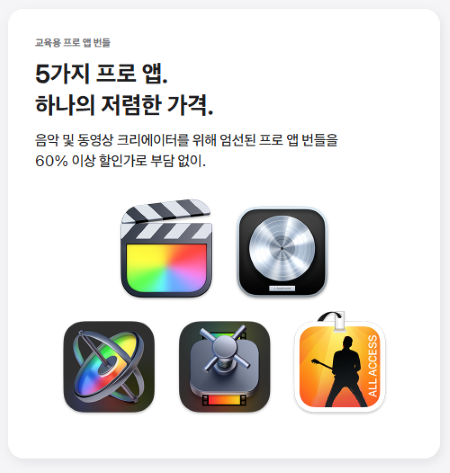 교육용 프로 앱 번들
5가지 프로 앱.
하나의 저렴한 가격.
음악 및 동영상 크리에이터를 위해 엄선된 프로 앱 번들을
60% 이상 할인가로 부담 없이.
ALL ACCESS